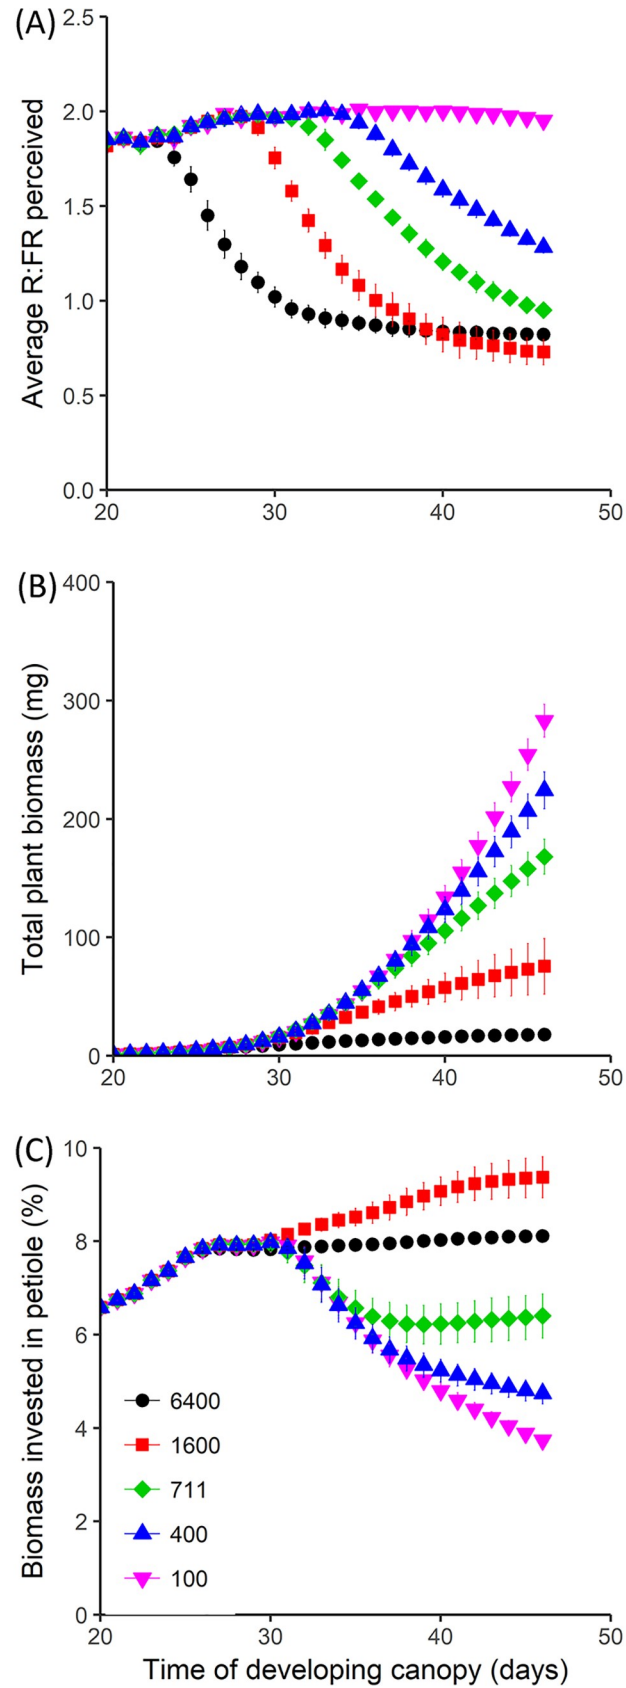 (A)
2.5
2.0
1.5
1.0
0.5
0.0
Average R:FR perceived
20 30 40 50
(B)
400
300
200
100
0
Total plant biomass (mg)
20 30 40 50
(C)
10
8
6
4
2
0
Biomass invested in petiole (%)
6400
1600
711
400
100
20 30 40 50
Time of developing canopy (days)